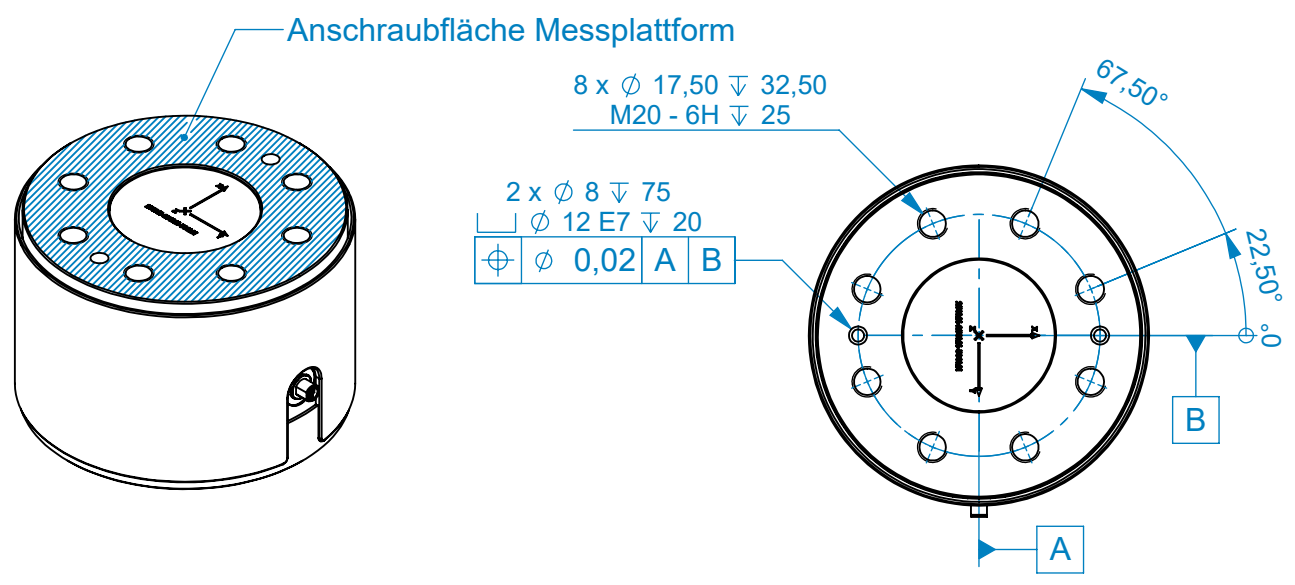 Anschraubfläche Messplattform
8 x ⌀ 17,50 ↧ 32,50
M20 - 6H ↧ 25
2 x ⌀ 8 ↧ 75
⌴ ⌀ 12 E7 ↧ 20
⌖ ⌀ 0,02 A B
67,50°
22,50°
0°
B
A